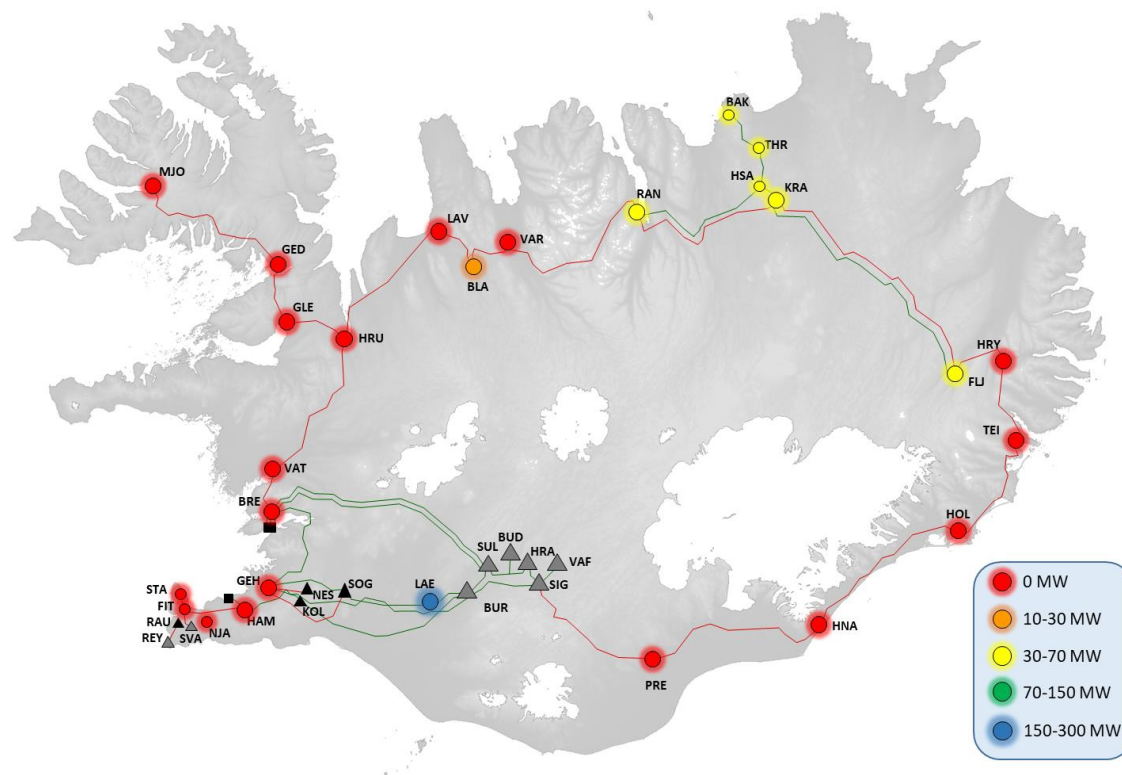 BAK
THR
MJO
HSA
KRA
RAN
LAV
VAR
GED
BLA
GLE
HRU
HRY
FLJ
TEI
VAT
BRE
HOL
BUD
SUL
HRA
VAF
GEH
SOG
LAE
SIG
STA
NES
FIT
KOL
BUR
RAU
HAM
REY
SVA
NJA
HNA
PRE
0 MW
10-30 MW
30-70 MW
70-150 MW
150-300 MW